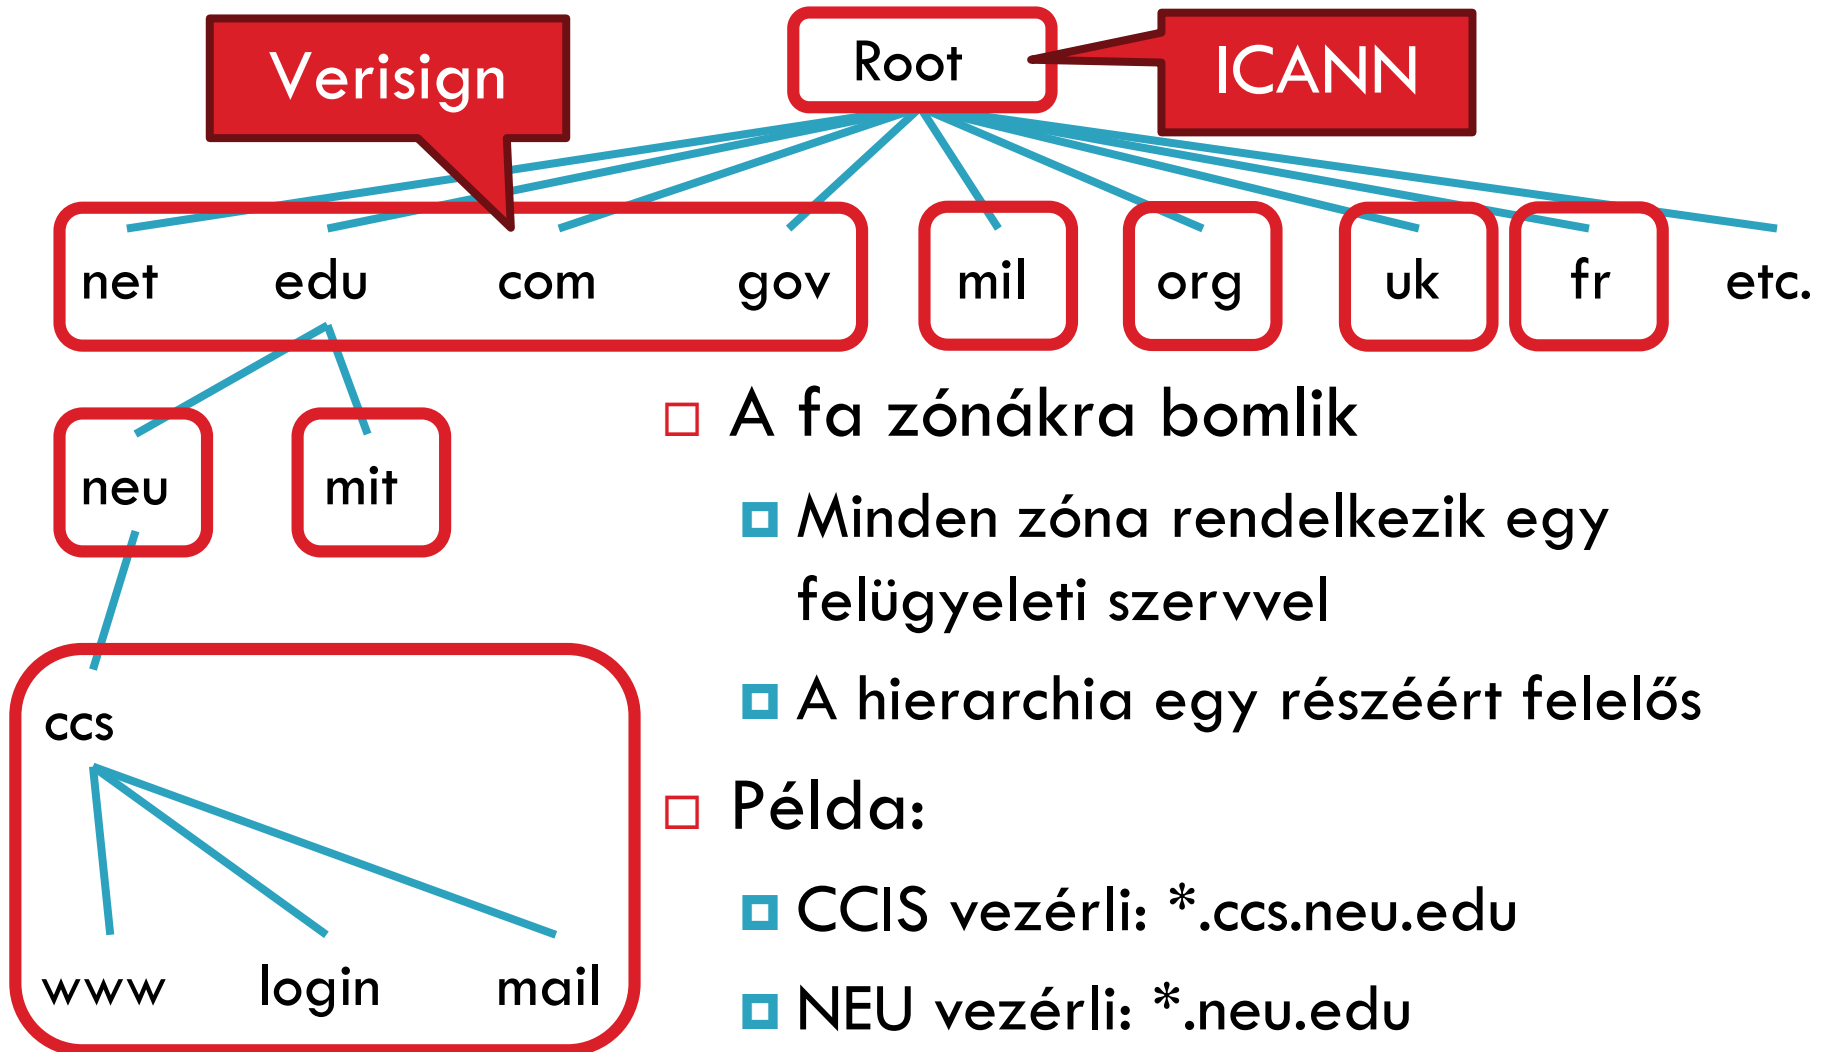 Verisign
Root
ICANN
net edu com gov mil org uk fr etc.
neu mit
ccs
www login mail
A fa zónákra bomlik
Minden zóna rendelkezik egy
felügyeleti szervvel
A hierarchia egy részéért felelős
Példa:
CCIS vezérli: *.ccs.neu.edu
NEU vezérli: *.neu.edu